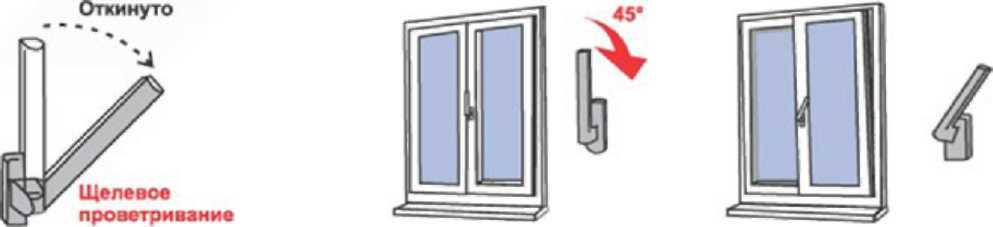 Откинуто
45°
Щелевое
проветривание